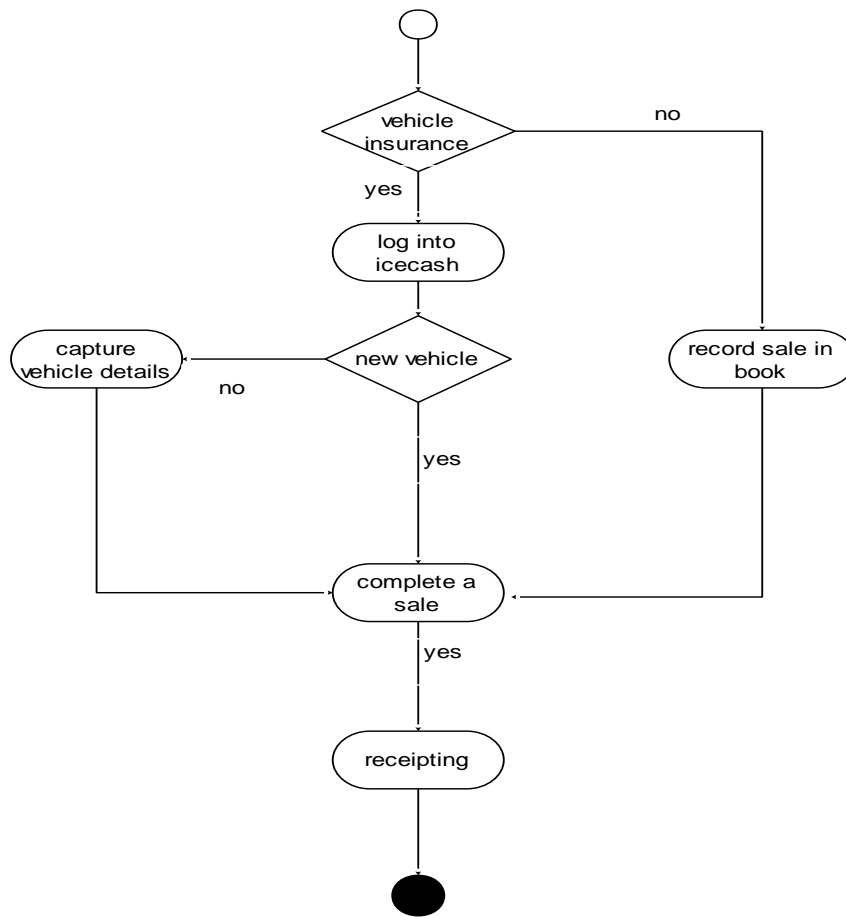 vehicle
insurance
no
yes
log into
icecash
capture
vehicle details
new vehicle
record sale in
book
no
yes
complete a
sale
yes
receipting